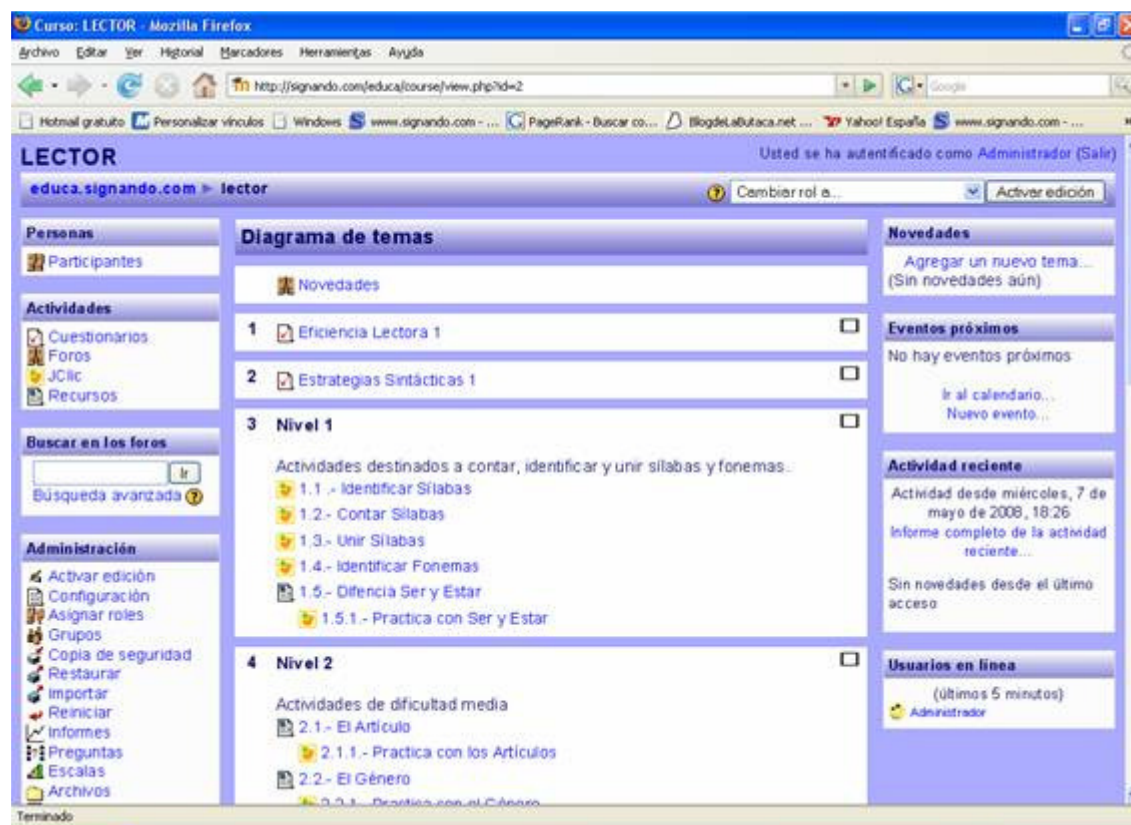 Curso: LECTOR - Mozilla Firefox
Archivo Editar Ver Historial Marcadores Herramientas Ayuda
http://signando.com/educa/course/view.php?id=2
Google
Hotmail gratuito Personalizar vínculos Windows www.signando.com - ... PageRank - Buscar co... BlogdeLaButaca.net ... Yahoo! España www.signando.com - ...
LECTOR
Usted se ha autentificado como Administrador (Salir)
educa.signando.com ► lector
Cambiar rol a...
Activar edición
Personas
Participantes
Actividades
Cuestionarios
Foros
JClic
Recursos
Buscar en los foros
Ir
Búsqueda avanzada
Administración
Activar edición
Configuración
Asignar roles
Grupos
Copia de seguridad
Restaurar
Importar
Reiniciar
Informes
Preguntas
Escalas
Archivos
Diagrama de temas
Novedades
1 Eficiencia Lectora 1
2 Estrategias Sintácticas 1
3 Nivel 1
Actividades destinados a contar, identificar y unir sílabas y fonemas.
1.1 .- Identificar Sílabas
1.2.- Contar Sílabas
1.3.- Unir Sílabas
1.4.- Identificar Fonemas
1.5.- Difencia Ser y Estar
1.5.1.- Practica con Ser y Estar
4 Nivel 2
Actividades de dificultad media
2.1.- El Artículo
2.1.1.- Practica con los Artículos
2.2.- El Género
2.2.1.- Practica con el Género
Novedades
Agregar un nuevo tema...
(Sin novedades aún)
Eventos próximos
No hay eventos próximos
Ir al calendario...
Nuevo evento...
Actividad reciente
Actividad desde miércoles, 7 de
mayo de 2008, 18:26
Informe completo de la actividad
reciente...
Sin novedades desde el último
acceso
Usuarios en línea
(últimos 5 minutos)
Administrador
Terminado